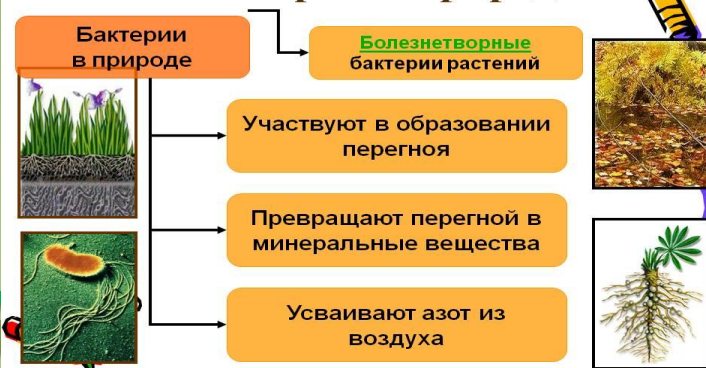 Бактерии
в природе
Болезнетворные
бактерии растений
Участвуют в образовании
перегноя
Превращают перегной в
минеральные вещества
Усваивают азот из
воздуха